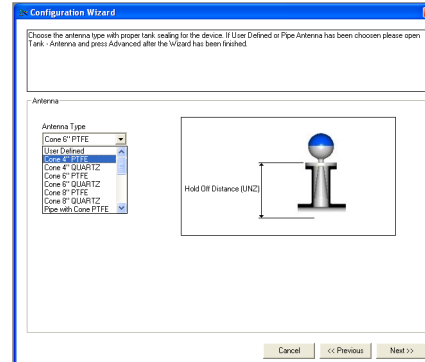 Configuration Wizard
Choose the antenna type with proper tank sealing for the device. If User Defined or Pipe Antenna has been choosen please open
Tank - Antenna and press Advanced after the Wizard has been finished.
Antenna
Antenna Type
Cone 6" PTFE
User Defined
Cone 4" PTFE
Cone 4" QUARTZ
Cone 6" PTFE
Cone 6" QUARTZ
Cone 8" PTFE
Cone 8" QUARTZ
Pipe with Cone PTFE
Hold Off Distance (UNZ)
Cancel
<< Previous
Next >>